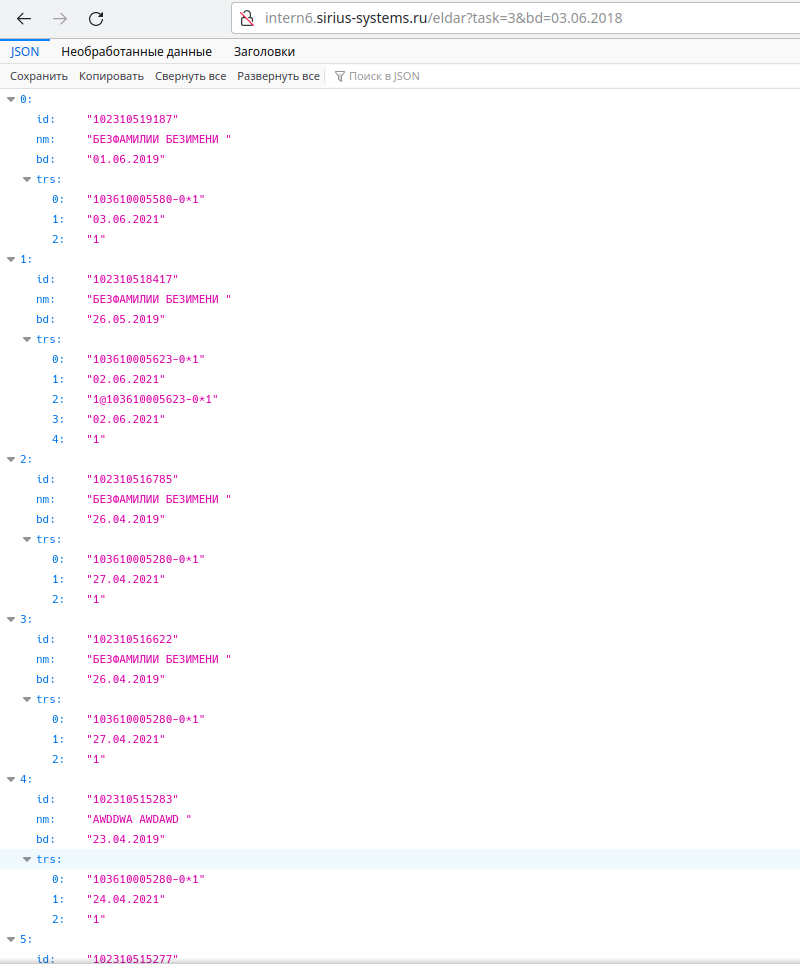 intern6.sirius-systems.ru/eldar?task=3&bd=03.06.2018
JSON Необработанные данные Заголовки
Сохранить Копировать Свернуть все Развернуть все Поиск в JSON
0:
id: "102310519187"
nm: "БЕЗФАМИЛИИ БЕЗИМЕНИ "
bd: "01.06.2019"
trs:
0: "103610005580-0*1"
1: "03.06.2021"
2: "1"
1:
id: "102310518417"
nm: "БЕЗФАМИЛИИ БЕЗИМЕНИ "
bd: "26.05.2019"
trs:
0: "103610005623-0*1"
1: "02.06.2021"
2: "1@103610005623-0*1"
3: "02.06.2021"
4: "1"
2:
id: "102310516785"
nm: "БЕЗФАМИЛИИ БЕЗИМЕНИ "
bd: "26.04.2019"
trs:
0: "103610005280-0*1"
1: "27.04.2021"
2: "1"
3:
id: "102310516622"
nm: "БЕЗФАМИЛИИ БЕЗИМЕНИ "
bd: "26.04.2019"
trs:
0: "103610005280-0*1"
1: "27.04.2021"
2: "1"
4:
id: "102310515283"
nm: "AWDDWA AWDAWD "
bd: "23.04.2019"
trs:
0: "103610005280-0*1"
1: "24.04.2021"
2: "1"
5:
id: "102310515277"